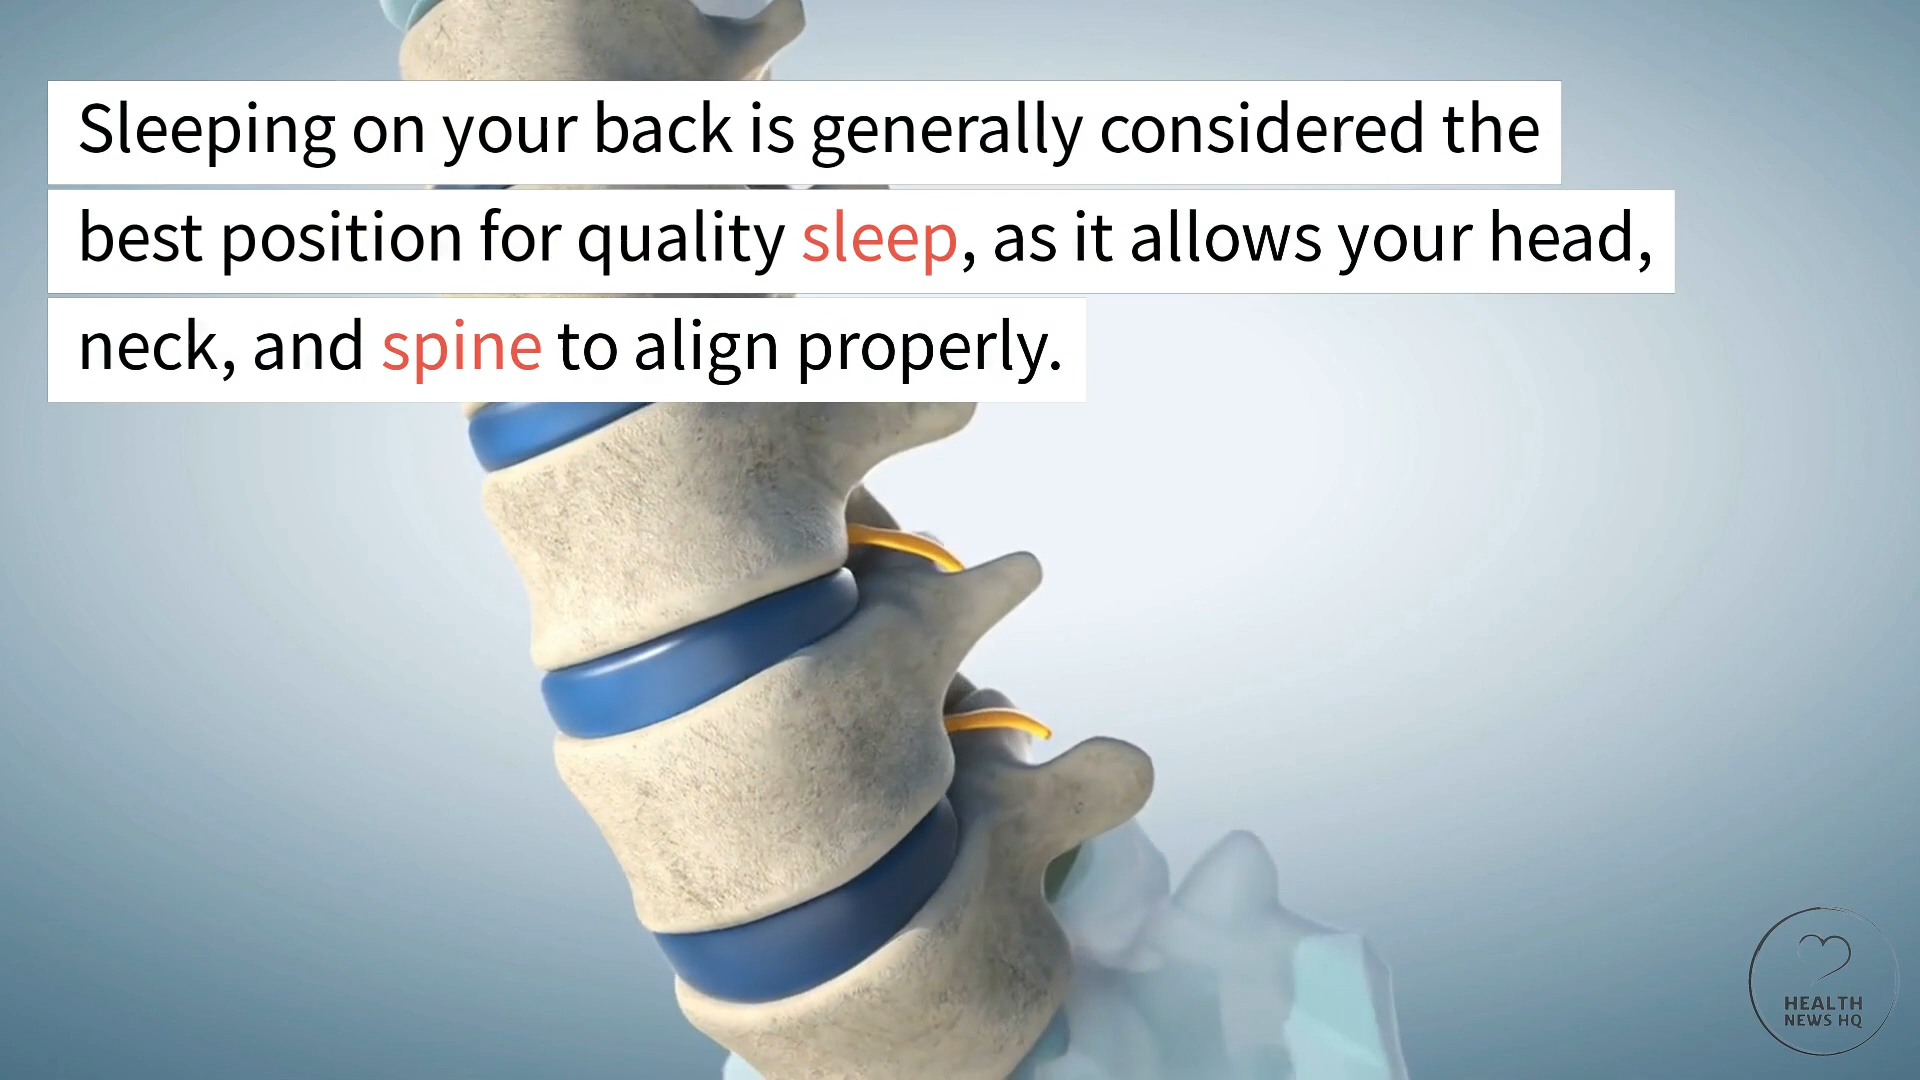 Sleeping on your back is generally considered the
best position for quality sleep, as it allows your head,
neck, and spine to align properly.
HEALTH
NEWS HQ